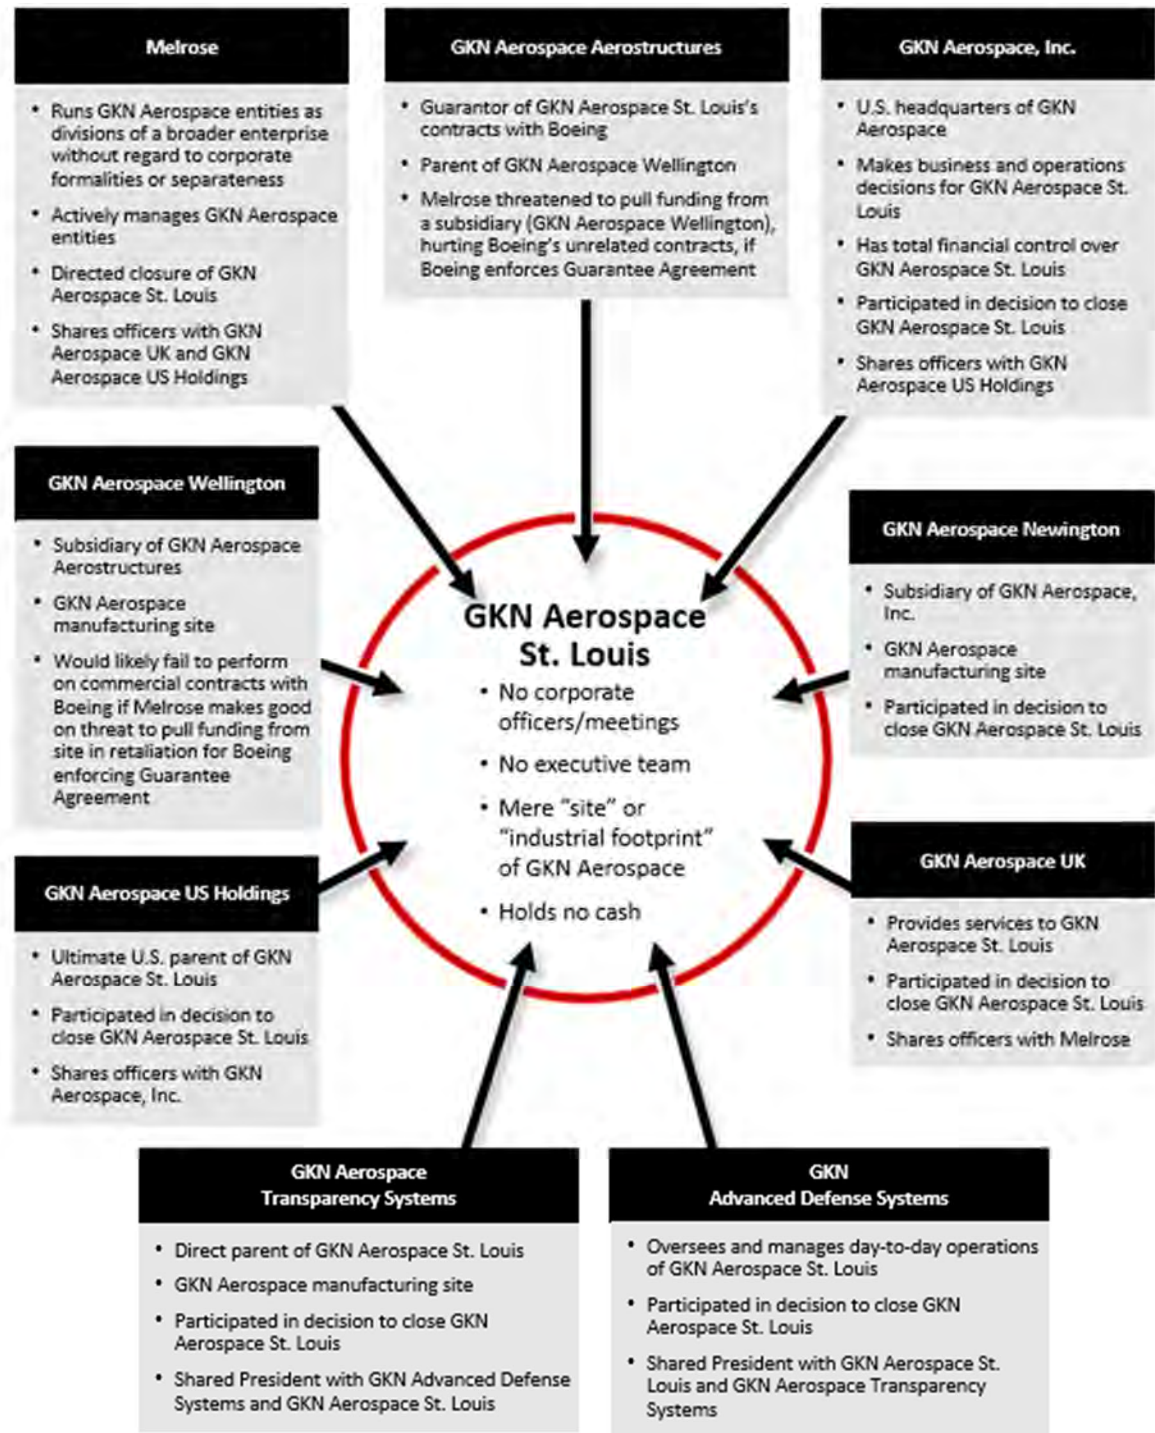 Melrose
• Runs GKN Aerospace entities as
divisions of a broader enterprise
without regard to corporate
formalities or separateness
• Actively manages GKN Aerospace
entities
• Directed closure of GKN
Aerospace St. Louis
• Shares officers with GKN
Aerospace UK and GKN
Aerospace US Holdings
GKN Aerospace Aerostructures
• Guarantor of GKN Aerospace St. Louis's
contracts with Boeing
• Parent of GKN Aerospace Wellington
• Melrose threatened to pull funding from
a subsidiary (GKN Aerospace Wellington),
hurting Boeing's unrelated contracts, if
Boeing enforces Guarantee Agreement
GKN Aerospace, Inc.
• U.S. headquarters of GKN
Aerospace
• Makes business and operations
decisions for GKN Aerospace St.
Louis
• Has total financial control over
GKN Aerospace St. Louis
• Participated in decision to close
GKN Aerospace St. Louis
• Shares officers with GKN
Aerospace US Holdings
GKN Aerospace Wellington
• Subsidiary of GKN Aerospace
Aerostructures
• GKN Aerospace
manufacturing site
• Would likely fail to perform
on commercial contracts with
Boeing if Melrose makes good
on threat to pull funding from
site in retaliation for Boeing
enforcing Guarantee
Agreement
GKN Aerospace
St. Louis
• No corporate
officers/meetings
• No executive team
• Mere "site" or
"industrial footprint"
of GKN Aerospace
• Holds no cash
GKN Aerospace Newington
• Subsidiary of GKN Aerospace,
Inc.
• GKN Aerospace
manufacturing site
• Participated in decision to
close GKN Aerospace St. Louis
GKN Aerospace US Holdings
• Ultimate U.S. parent of GKN
Aerospace St. Louis
• Participated in decision to
close GKN Aerospace St. Louis
• Shares officers with GKN
Aerospace, Inc.
GKN Aerospace UK
• Provides services to GKN
Aerospace St. Louis
• Participated in decision to
close GKN Aerospace St. Louis
• Shares officers with Melrose
GKN Aerospace
Transparency Systems
• Direct parent of GKN Aerospace St. Louis
• GKN Aerospace manufacturing site
• Participated in decision to close GKN
Aerospace St. Louis
• Shared President with GKN Advanced Defense
Systems and GKN Aerospace St. Louis
GKN
Advanced Defense Systems
• Oversees and manages day-to-day operations
of GKN Aerospace St. Louis
• Participated in decision to close GKN
Aerospace St. Louis
• Shared President with GKN Aerospace St.
Louis and GKN Aerospace Transparency
Systems